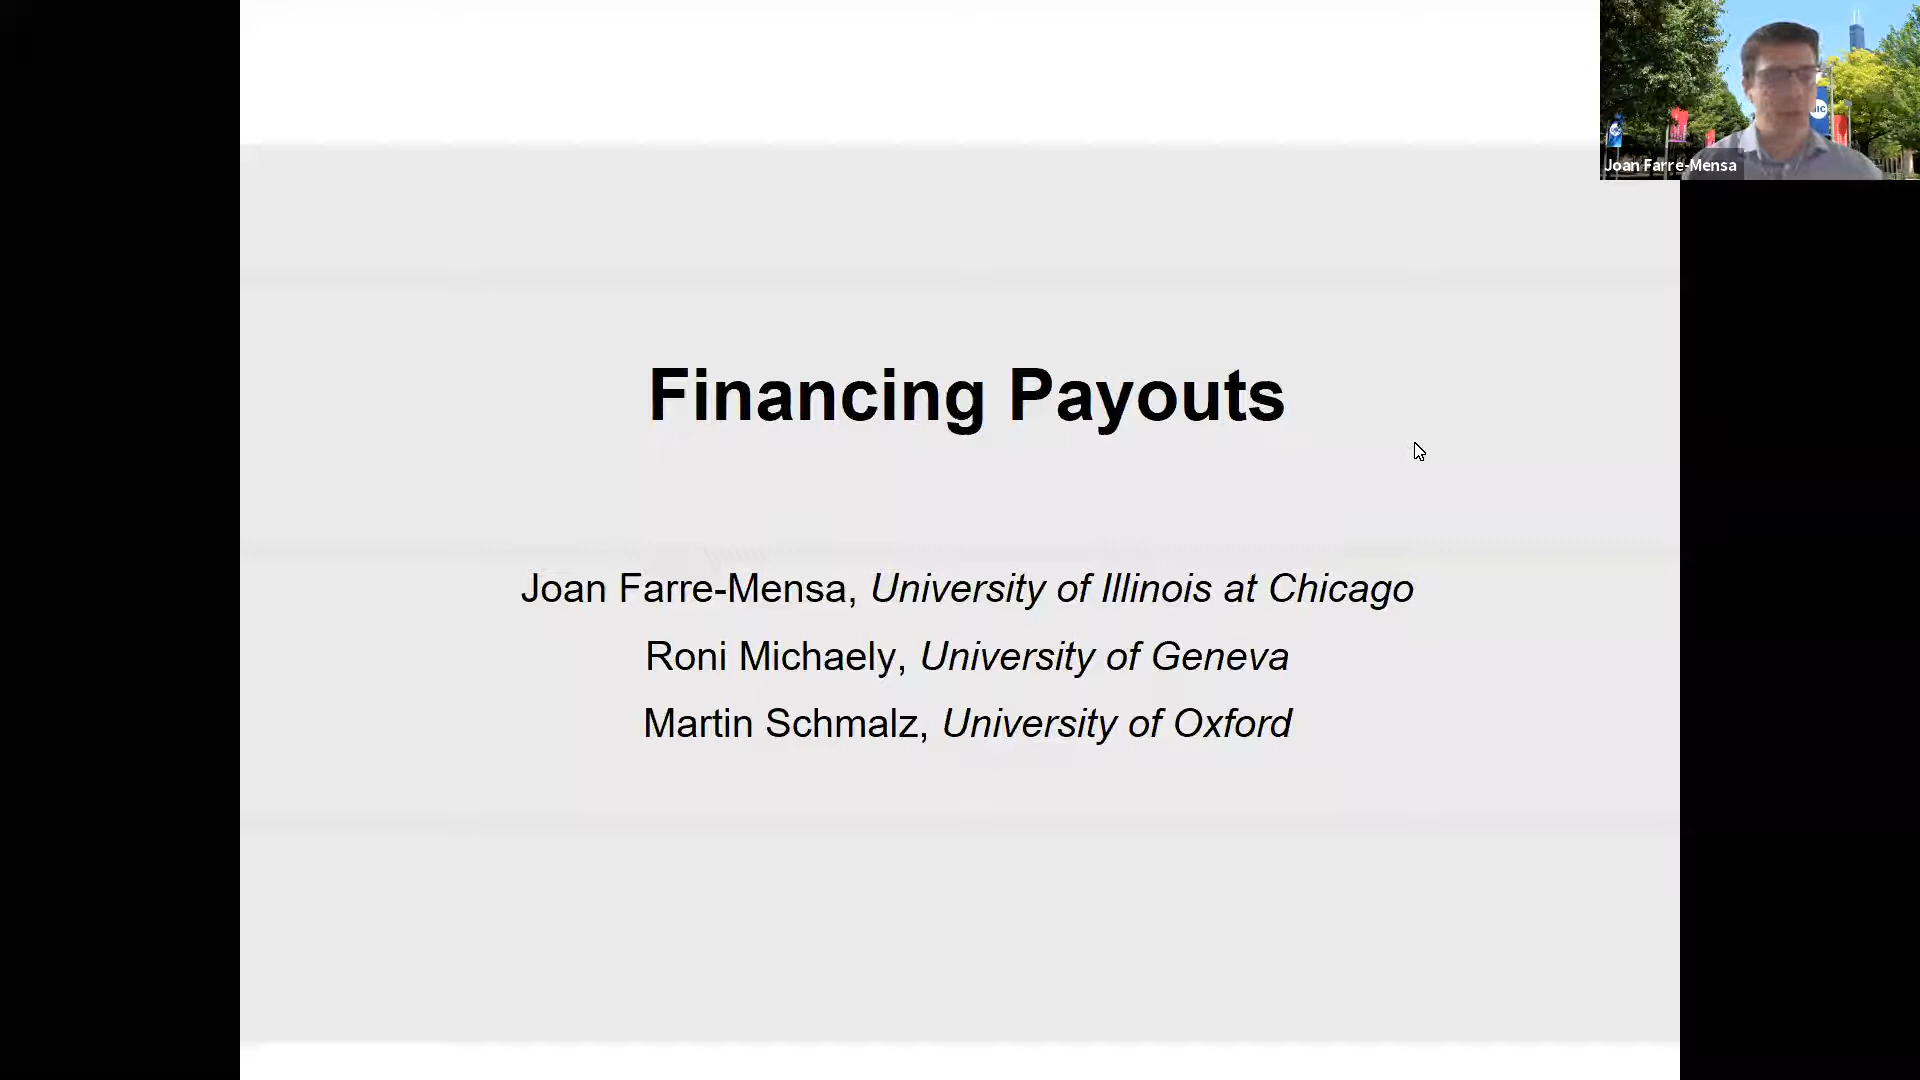 Financing Payouts
Joan Farre-Mensa, University of Illinois at Chicago
Roni Michaely, University of Geneva
Martin Schmalz, University of Oxford
Joan Farre-Mensa